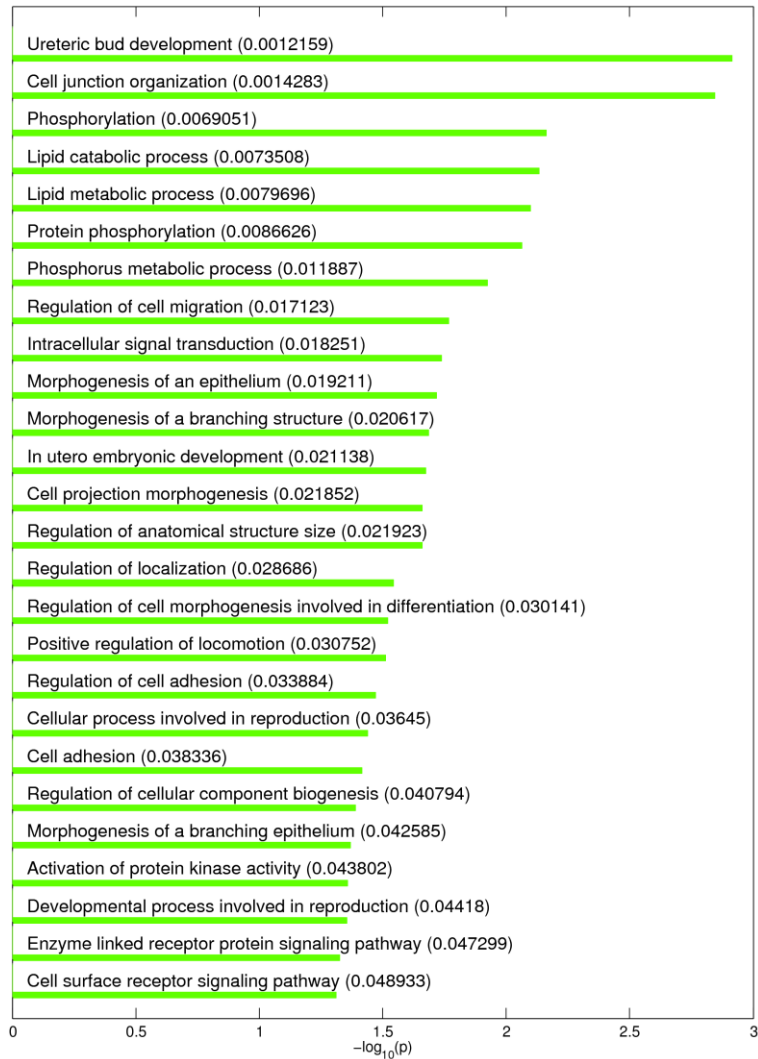 Ureteric bud development (0.0012159)
Cell junction organization (0.0014283)
Phosphorylation (0.0069051)
Lipid catabolic process (0.0073508)
Lipid metabolic process (0.0079696)
Protein phosphorylation (0.0086626)
Phosphorus metabolic process (0.011887)
Regulation of cell migration (0.017123)
Intracellular signal transduction (0.018251)
Morphogenesis of an epithelium (0.019211)
Morphogenesis of a branching structure (0.020617)
In utero embryonic development (0.021138)
Cell projection morphogenesis (0.021852)
Regulation of anatomical structure size (0.021923)
Regulation of localization (0.028686)
Regulation of cell morphogenesis involved in differentiation (0.030141)
Positive regulation of locomotion (0.030752)
Regulation of cell adhesion (0.033884)
Cellular process involved in reproduction (0.03645)
Cell adhesion (0.038336)
Regulation of cellular component biogenesis (0.040794)
Morphogenesis of a branching epithelium (0.042585)
Activation of protein kinase activity (0.043802)
Developmental process involved in reproduction (0.04418)
Enzyme linked receptor protein signaling pathway (0.047299)
Cell surface receptor signaling pathway (0.048933)
0 0.5 1 1.5 2 2.5 3
−log10(p)